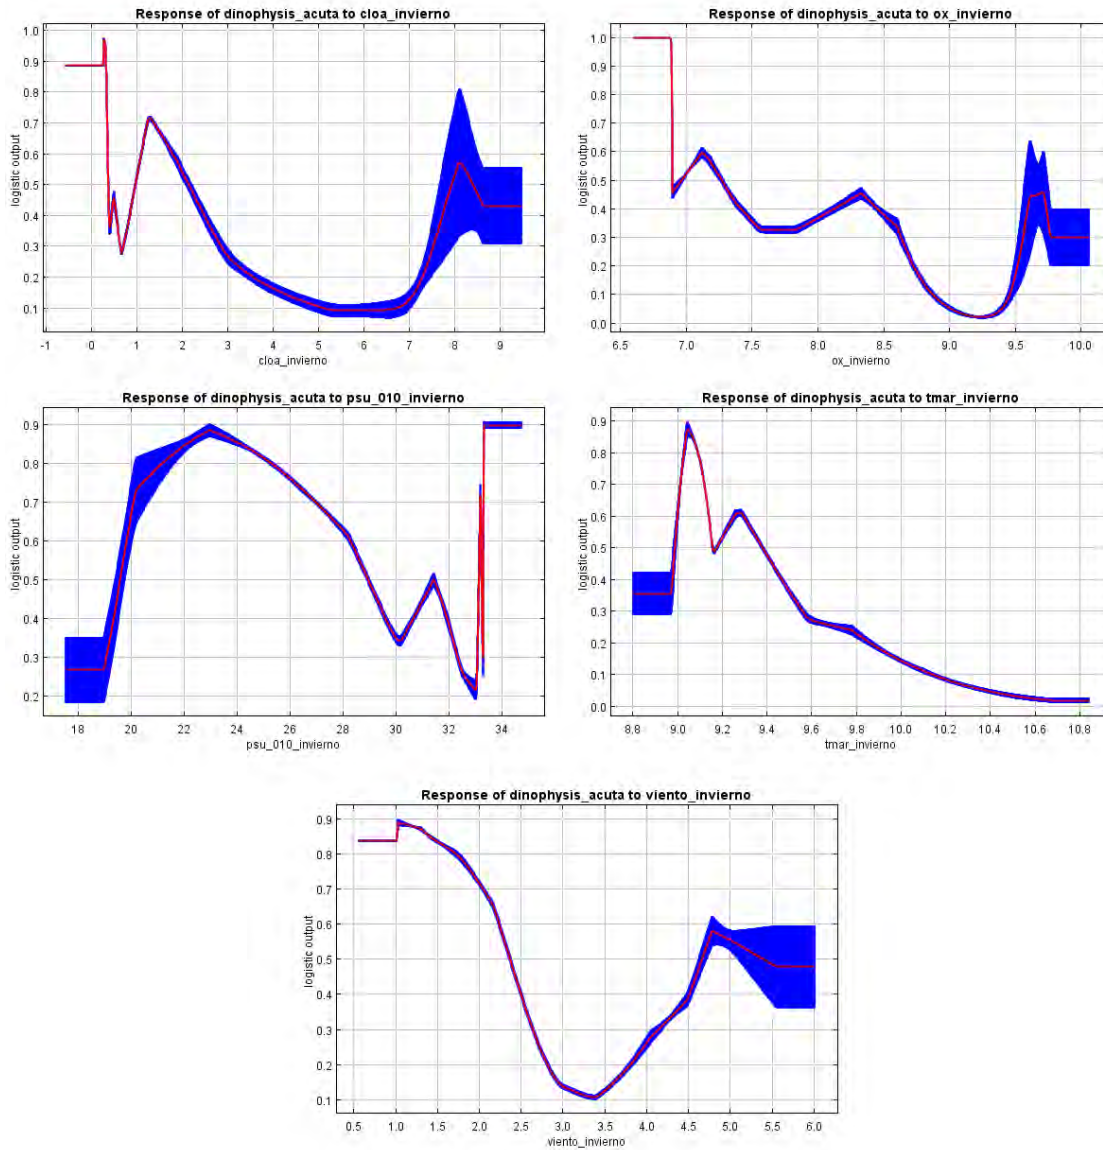 Response of dinophysis_acuta to cloa_invierno
logistic output
1.0
0.9
0.8
0.7
0.6
0.5
0.4
0.3
0.2
0.1
-1 0 1 2 3 4 5 6 7 8 9 10
cloa_invierno
Response of dinophysis_acuta to ox_invierno
logistic output
1.0
0.9
0.8
0.7
0.6
0.5
0.4
0.3
0.2
0.1
0.0
6.5 7.0 7.5 8.0 8.5 9.0 9.5 10.0
ox_invierno
Response of dinophysis_acuta to psu_010_invierno
logistic output
0.9
0.8
0.7
0.6
0.5
0.4
0.3
0.2
18 20 22 24 26 28 30 32 34
psu_010_invierno
Response of dinophysis_acuta to tmar_invierno
logistic output
0.9
0.8
0.7
0.6
0.5
0.4
0.3
0.2
0.1
0.0
8.8 9.0 9.2 9.4 9.6 9.8 10.0 10.2 10.4 10.6 10.8
tmar_invierno
Response of dinophysis_acuta to viento_invierno
logistic output
0.9
0.8
0.7
0.6
0.5
0.4
0.3
0.2
0.1
0.5 1.0 1.5 2.0 2.5 3.0 3.5 4.0 4.5 5.0 5.5 6.0
viento_invierno